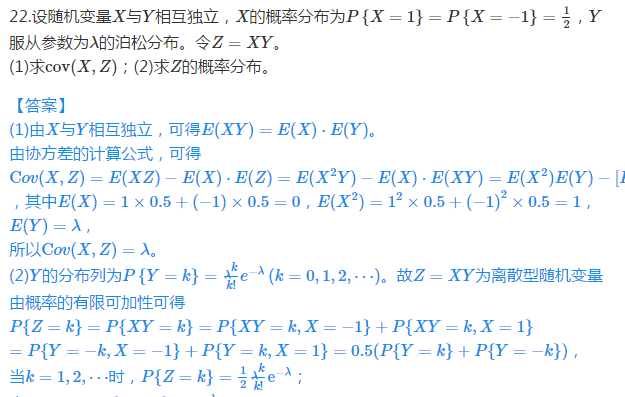 22.设随机变量X与Y相互独立，X的概率分布为P{X = 1} = P{X = −1} = 1/2，Y
服从参数为λ的泊松分布。令Z = XY。
(1)求cov(X, Z)；(2)求Z的概率分布。
【答案】
(1)由X与Y相互独立，可得E(XY) = E(X) · E(Y)。
由协方差的计算公式，可得
Cov(X, Z) = E(XZ) − E(X) · E(Z) = E(X²Y) − E(X) · E(XY) = E(X²)E(Y) − [
，其中E(X) = 1 × 0.5 + (−1) × 0.5 = 0，E(X²) = 1² × 0.5 + (−1)² × 0.5 = 1，
E(Y) = λ，
所以Cov(X, Z) = λ。
(2)Y的分布列为P{Y = k} = λ^k/k! e^−λ (k = 0, 1, 2, ⋯)。故Z = XY为离散型随机变量
由概率的有限可加性可得
P{Z = k} = P{XY = k} = P{XY = k, X = −1} + P{XY = k, X = 1}
= P{Y = −k, X = −1} + P{Y = k, X = 1} = 0.5(P{Y = k} + P{Y = −k})，
当k = 1, 2, ⋯时，P{Z = k} = 1/2 λ^k/k! e^−λ；